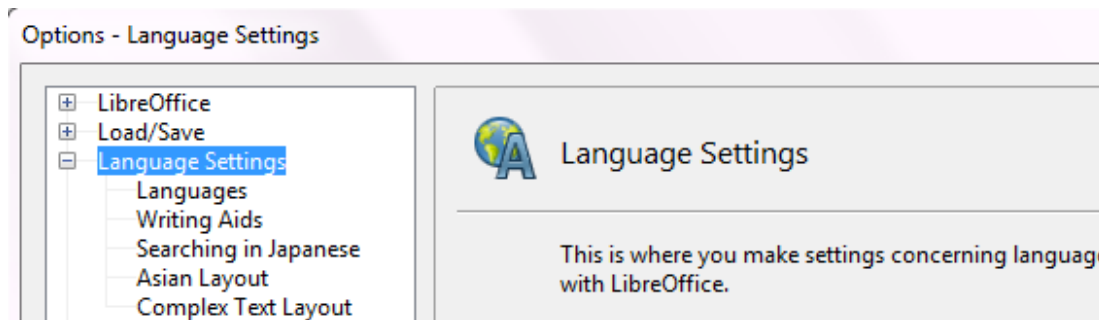 Options - Language Settings
LibreOffice
Load/Save
Language Settings
Languages
Writing Aids
Searching in Japanese
Asian Layout
Complex Text Layout
Language Settings
This is where you make settings concerning language
with LibreOffice.